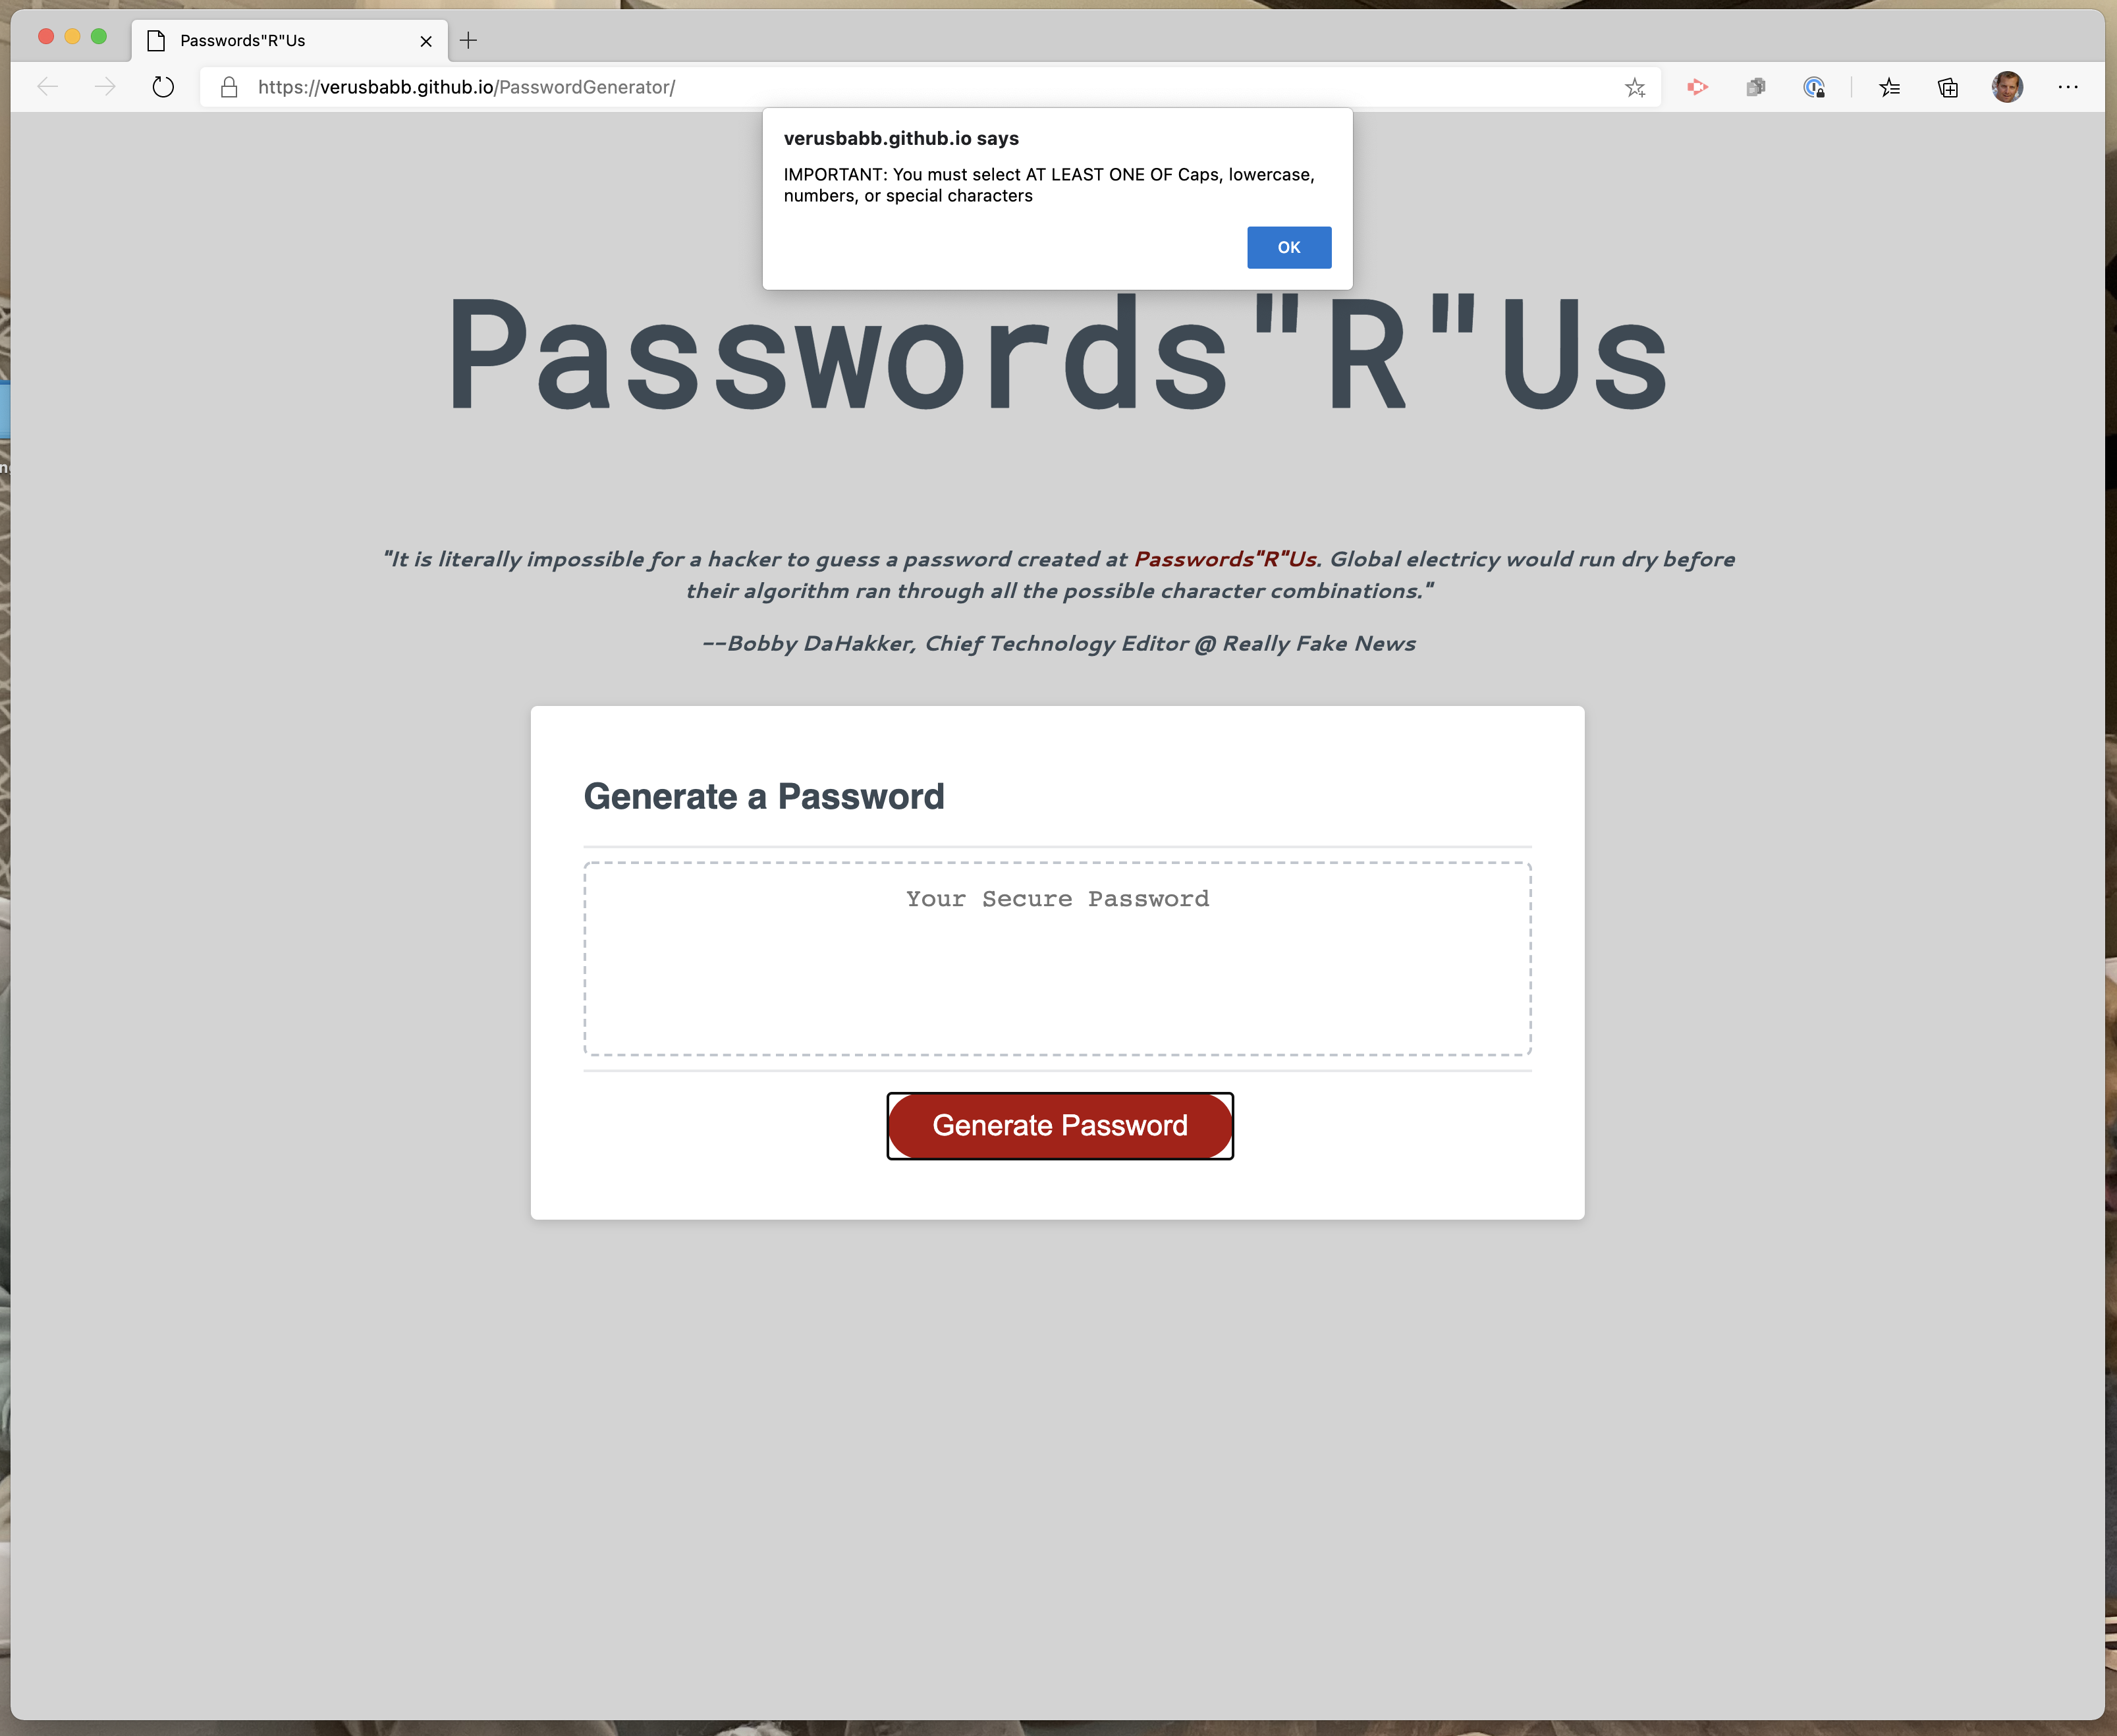 Passwords"R"Us
https://verusbabb.github.io/PasswordGenerator/
verusbabb.github.io says
IMPORTANT: You must select AT LEAST ONE OF Caps, lowercase,
numbers, or special characters
OK
Passwords"R"Us
"It is literally impossible for a hacker to guess a password created at Passwords"R"Us. Global electricy would run dry before
their algorithm ran through all the possible character combinations."
--Bobby DaHakker, Chief Technology Editor @ Really Fake News
Generate a Password
Your Secure Password
Generate Password